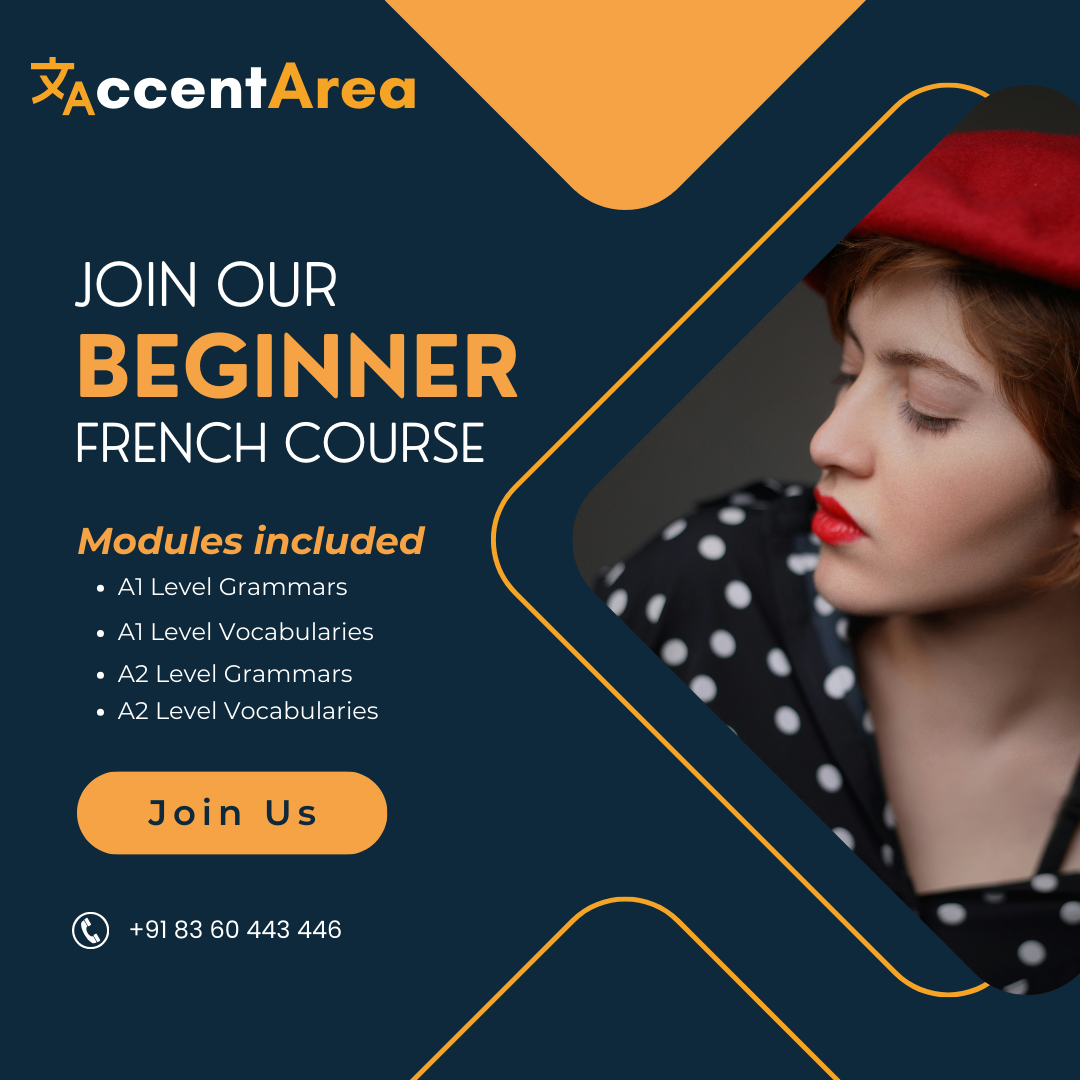 文AccentArea
JOIN OUR
BEGINNER
FRENCH COURSE
Modules included
• A1 Level Grammars
• A1 Level Vocabularies
• A2 Level Grammars
• A2 Level Vocabularies
Join Us
+91 83 60 443 446